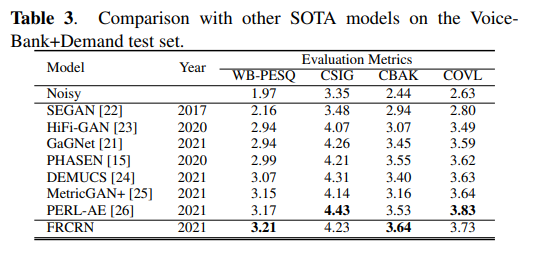 Table 3. Comparison with other SOTA models on the Voice-
Bank+Demand test set.
Model Year Evaluation Metrics
WB-PESQ CSIG CBAK COVL
Noisy 1.97 3.35 2.44 2.63
SEGAN [22] 2017 2.16 3.48 2.94 2.80
HiFi-GAN [23] 2020 2.94 4.07 3.07 3.49
GaGNet [21] 2021 2.94 4.26 3.45 3.59
PHASEN [15] 2020 2.99 4.21 3.55 3.62
DEMUCS [24] 2021 3.07 4.31 3.40 3.63
MetricGAN+ [25] 2021 3.15 4.14 3.16 3.64
PERL-AE [26] 2021 3.17 4.43 3.53 3.83
FRCRN 2021 3.21 4.23 3.64 3.73